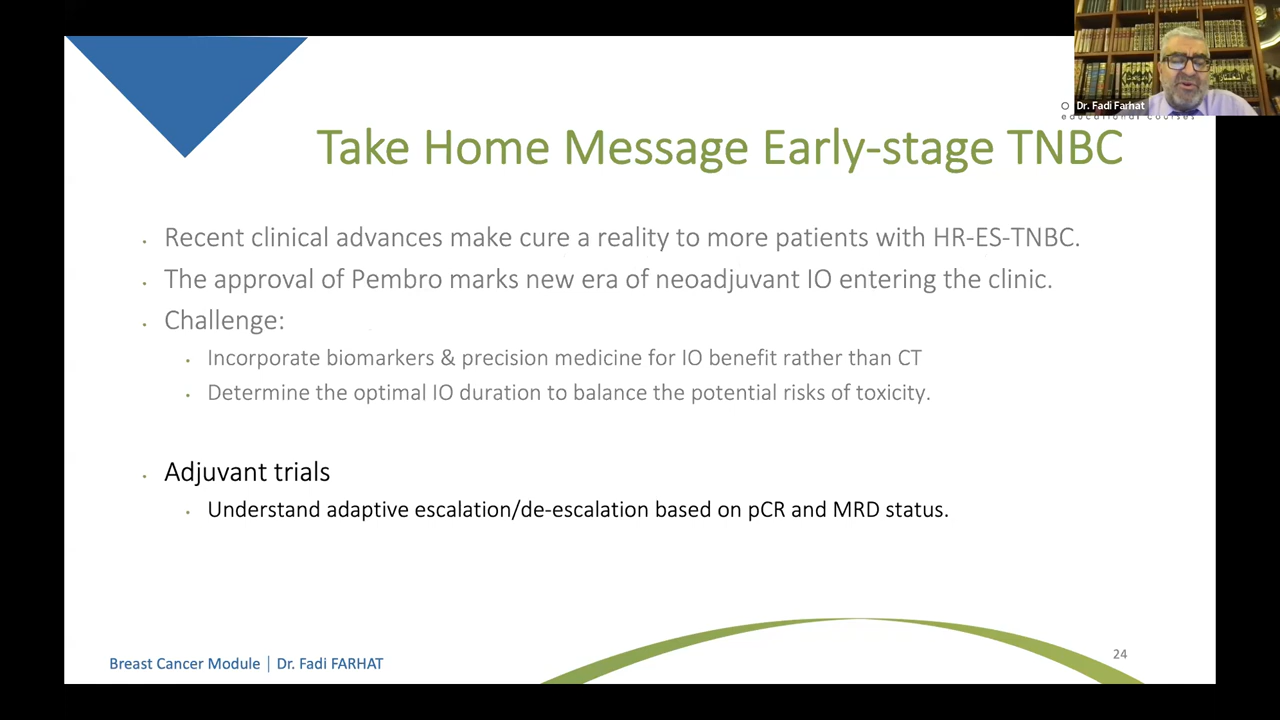 Dr. Fadi Farhat
educational courses
Take Home Message Early-stage TNBC
Recent clinical advances make cure a reality to more patients with HR-ES-TNBC.
The approval of Pembro marks new era of neoadjuvant IO entering the clinic.
Challenge:
Incorporate biomarkers & precision medicine for IO benefit rather than CT
Determine the optimal IO duration to balance the potential risks of toxicity.
Adjuvant trials
Understand adaptive escalation/de-escalation based on pCR and MRD status.
Breast Cancer Module | Dr. Fadi FARHAT
24